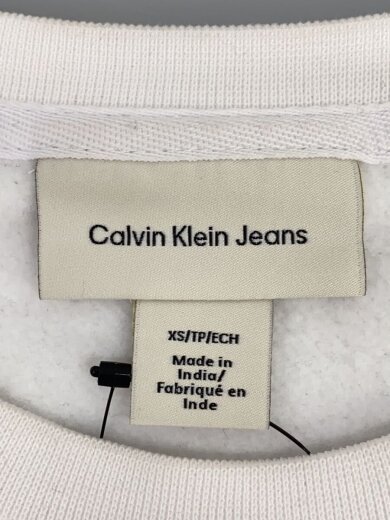 Calvin Klein Jeans
XS/TP/ECH
Made in
India/
Fabriqué en
Inde